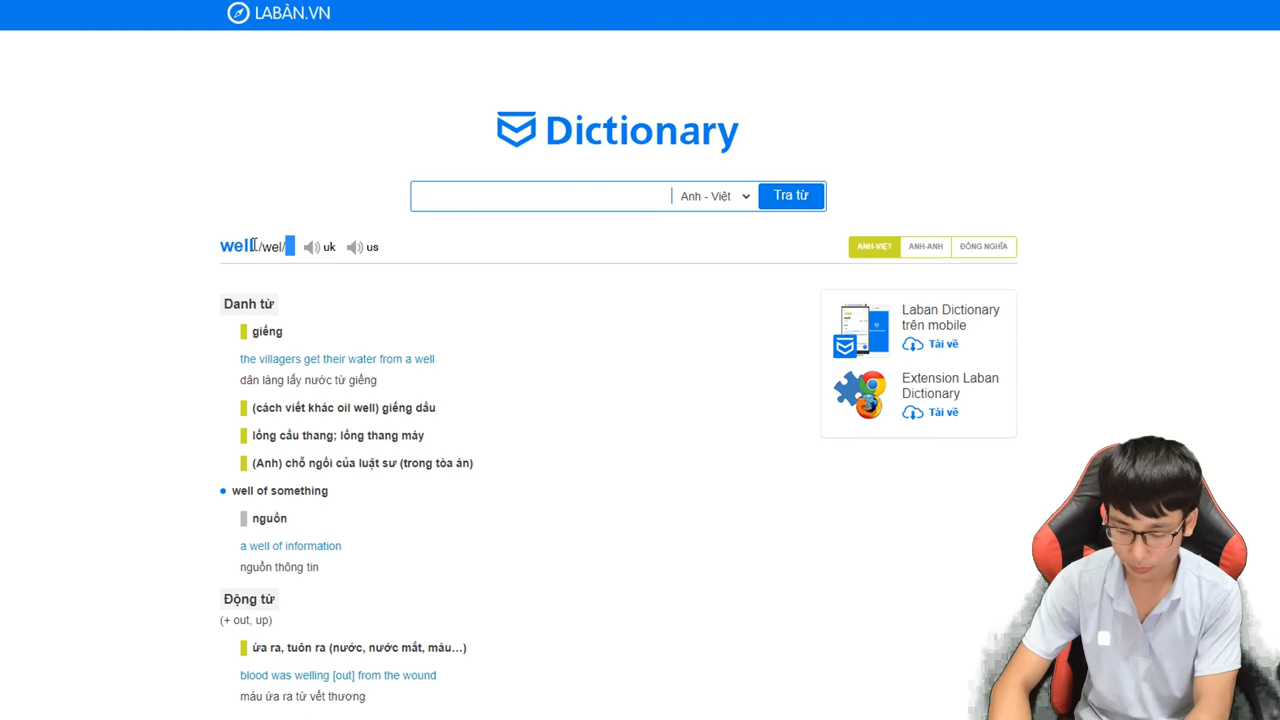 LABÀN.VN
Dictionary
Anh - Việt
Tra từ
well /wel/ uk us
ANH-VIỆT ANH-ANH ĐỒNG NGHĨA
Danh từ
giếng
the villagers get their water from a well
dân làng lấy nước từ giếng
(cách viết khác oil well) giếng dầu
lồng cầu thang; lồng thang máy
(Anh) chỗ ngồi của luật sư (trong tòa án)
well of something
nguồn
a well of information
nguồn thông tin
Động từ
(+ out, up)
ứa ra, tuôn ra (nước, nước mắt, máu…)
blood was welling [out] from the wound
máu ứa ra từ vết thương
Laban Dictionary
trên mobile
Tải về
Extension Laban
Dictionary
Tải về